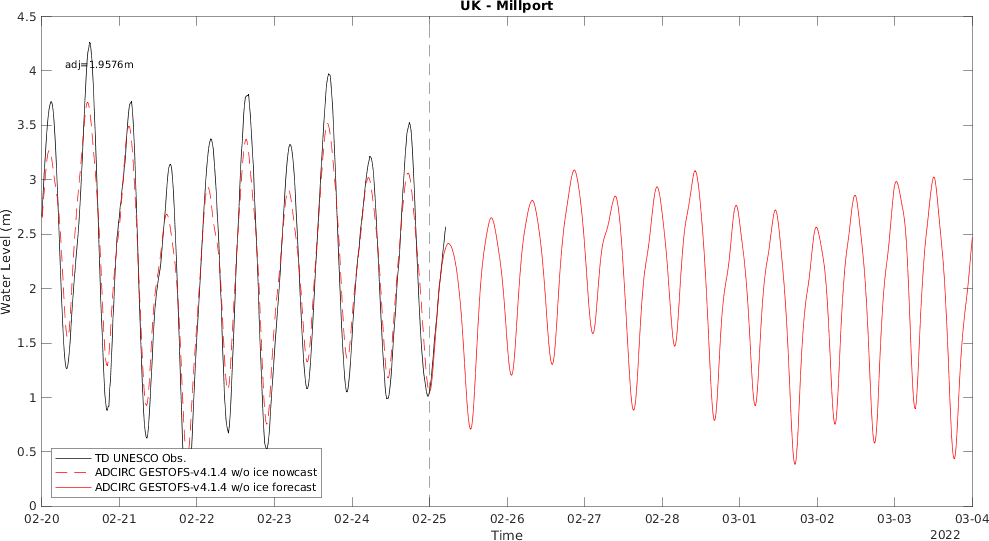 UK - Millport
4.5
4
3.5
3
2.5
2
1.5
1
0.5
0
Water Level (m)
adj=1.9576m
TD UNESCO Obs.
ADCIRC GESTOFS-v4.1.4 w/o ice nowcast
ADCIRC GESTOFS-v4.1.4 w/o ice forecast
02-20 02-21 02-22 02-23 02-24 02-25 02-26 02-27 02-28 03-01 03-02 03-03 03-04
Time
2022